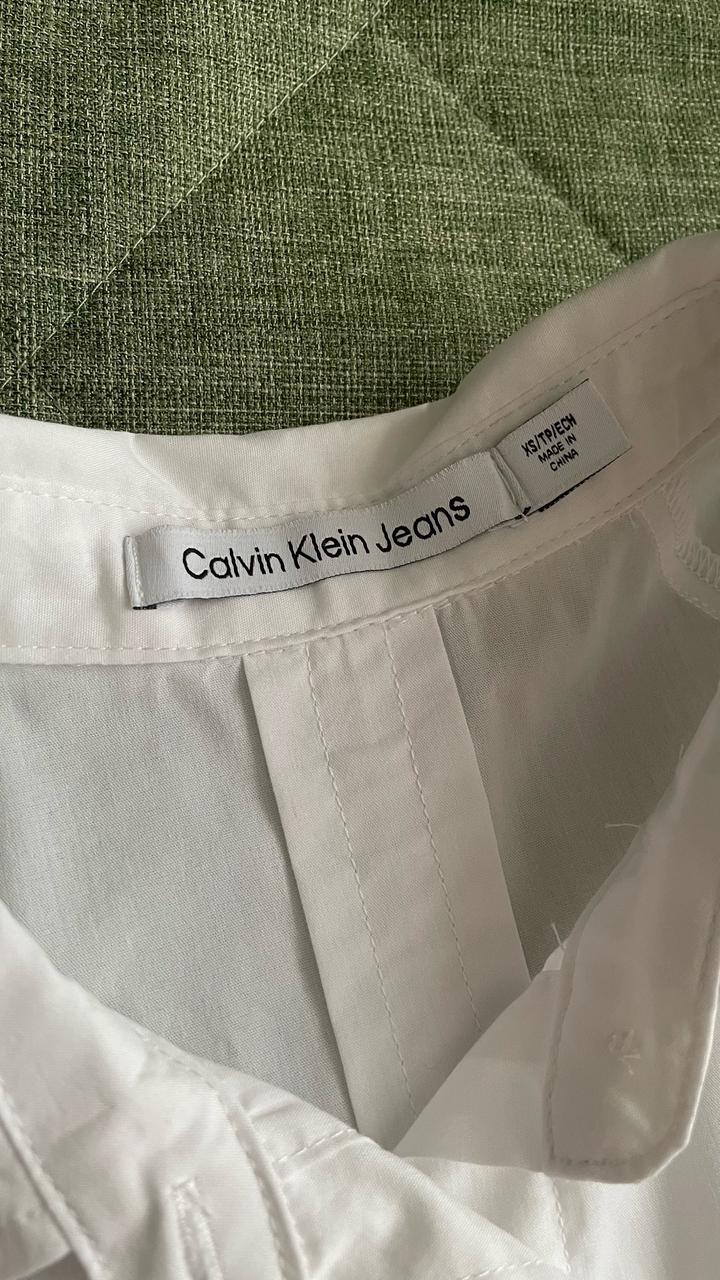 Calvin Klein Jeans
XS/TP/ECH
MADE IN
CHINA